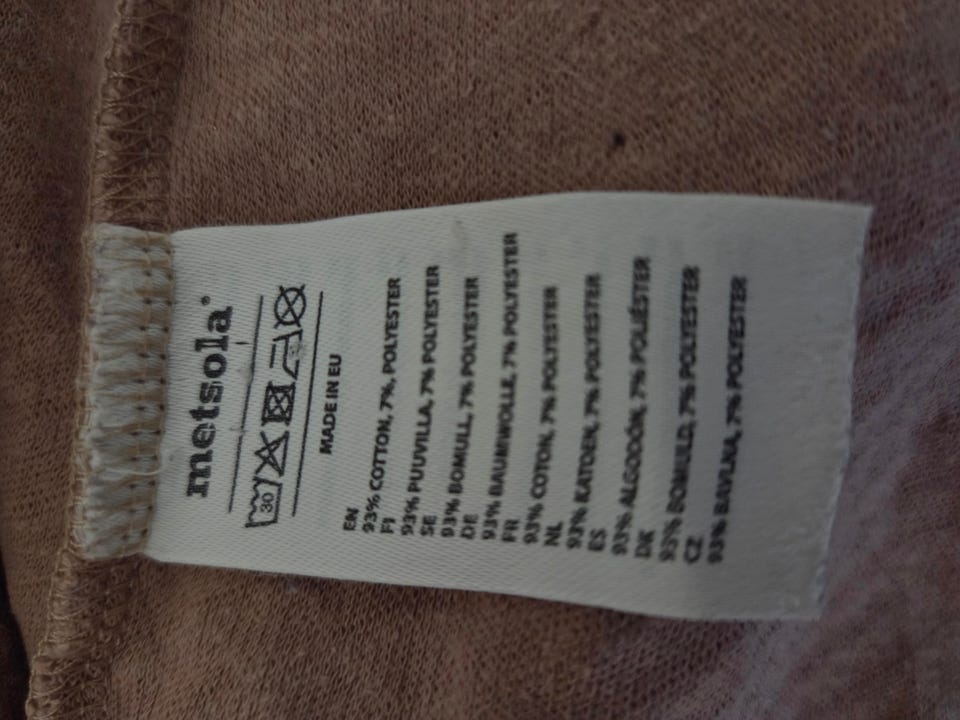 metsola®
30
MADE IN EU
EN
93% COTTON, 7%, POLYESTER
FI
93% PUUVILLA, 7% POLYESTER
SE
93% BOMULL, 7% POLYESTER
DE
93% BAUMWOLLE, 7% POLYESTER
FR
93% COTON, 7% POLYESTER
NL
93% KATOEN, 7% POLYESTER
ES
93% ALGODÓN, 7% POLIÉSTER
DK
93% BOMULD, 7% POLYESTER
CZ
93% BAVLNA, 7% POLYESTER